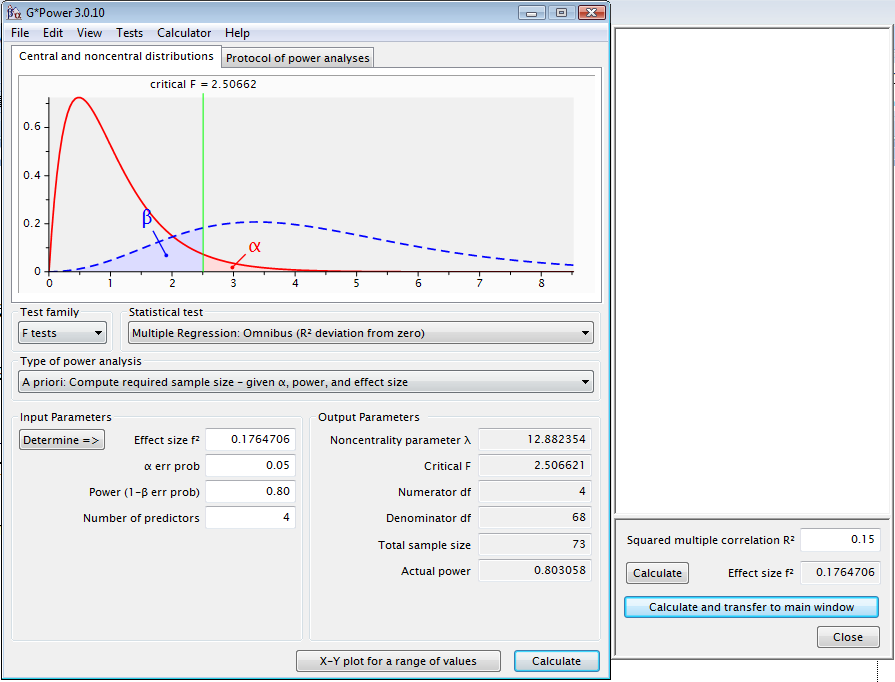 G*Power 3.0.10
File Edit View Tests Calculator Help
Central and noncentral distributions Protocol of power analyses
critical F = 2.50662
0.6
0.4
0.2
0
β
α
0 1 2 3 4 5 6 7 8
Test family Statistical test
F tests Multiple Regression: Omnibus (R² deviation from zero)
Type of power analysis
A priori: Compute required sample size – given α, power, and effect size
Input Parameters
Determine =>
Effect size f² 0.1764706
α err prob 0.05
Power (1–β err prob) 0.80
Number of predictors 4
Output Parameters
Noncentrality parameter λ 12.882354
Critical F 2.506621
Numerator df 4
Denominator df 68
Total sample size 73
Actual power 0.803058
X–Y plot for a range of values Calculate
Squared multiple correlation R² 0.15
Calculate Effect size f² 0.1764706
Calculate and transfer to main window
Close